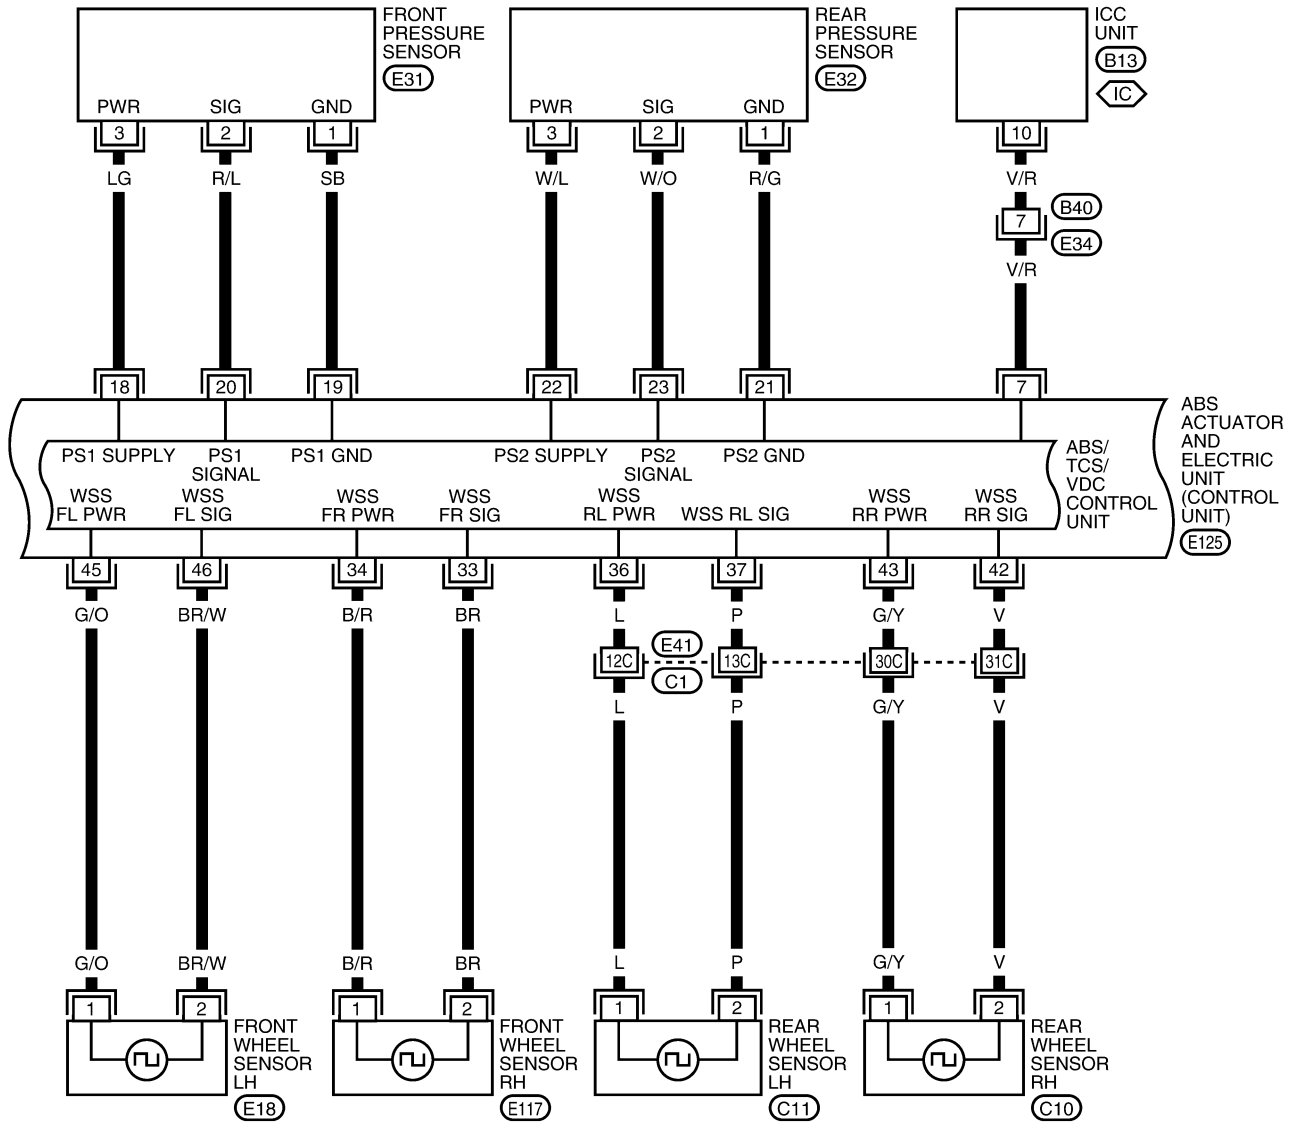 FRONT
PRESSURE
SENSOR
E31
REAR
PRESSURE
SENSOR
E32
ICC
UNIT
B13
IC
PWR SIG GND
PWR SIG GND
3 2 1 3 2 1 10
LG R/L SB W/L W/O R/G V/R
7
B40
E34
V/R
18 20 19 22 23 21 7
ABS
ACTUATOR
AND
ELECTRIC
UNIT
(CONTROL
UNIT)
E125
ABS/
TCS/
VDC
CONTROL
UNIT
PS1 SUPPLY
PS1
SIGNAL
PS1 GND
PS2 SUPPLY
PS2
SIGNAL
PS2 GND
WSS
FL PWR
WSS
FL SIG
WSS
FR PWR
WSS
FR SIG
WSS
RL PWR
WSS RL SIG
WSS
RR PWR
WSS
RR SIG
45 46 34 33 36 37 43 42
G/O BR/W B/R BR L P G/Y V
E41
12C 13C 30C 31C
C1
L P G/Y V
G/O BR/W B/R BR L P G/Y V
1 2 1 2 1 2 1 2
FRONT
WHEEL
SENSOR
LH
E18
FRONT
WHEEL
SENSOR
RH
E117
REAR
WHEEL
SENSOR
LH
C11
REAR
WHEEL
SENSOR
RH
C10